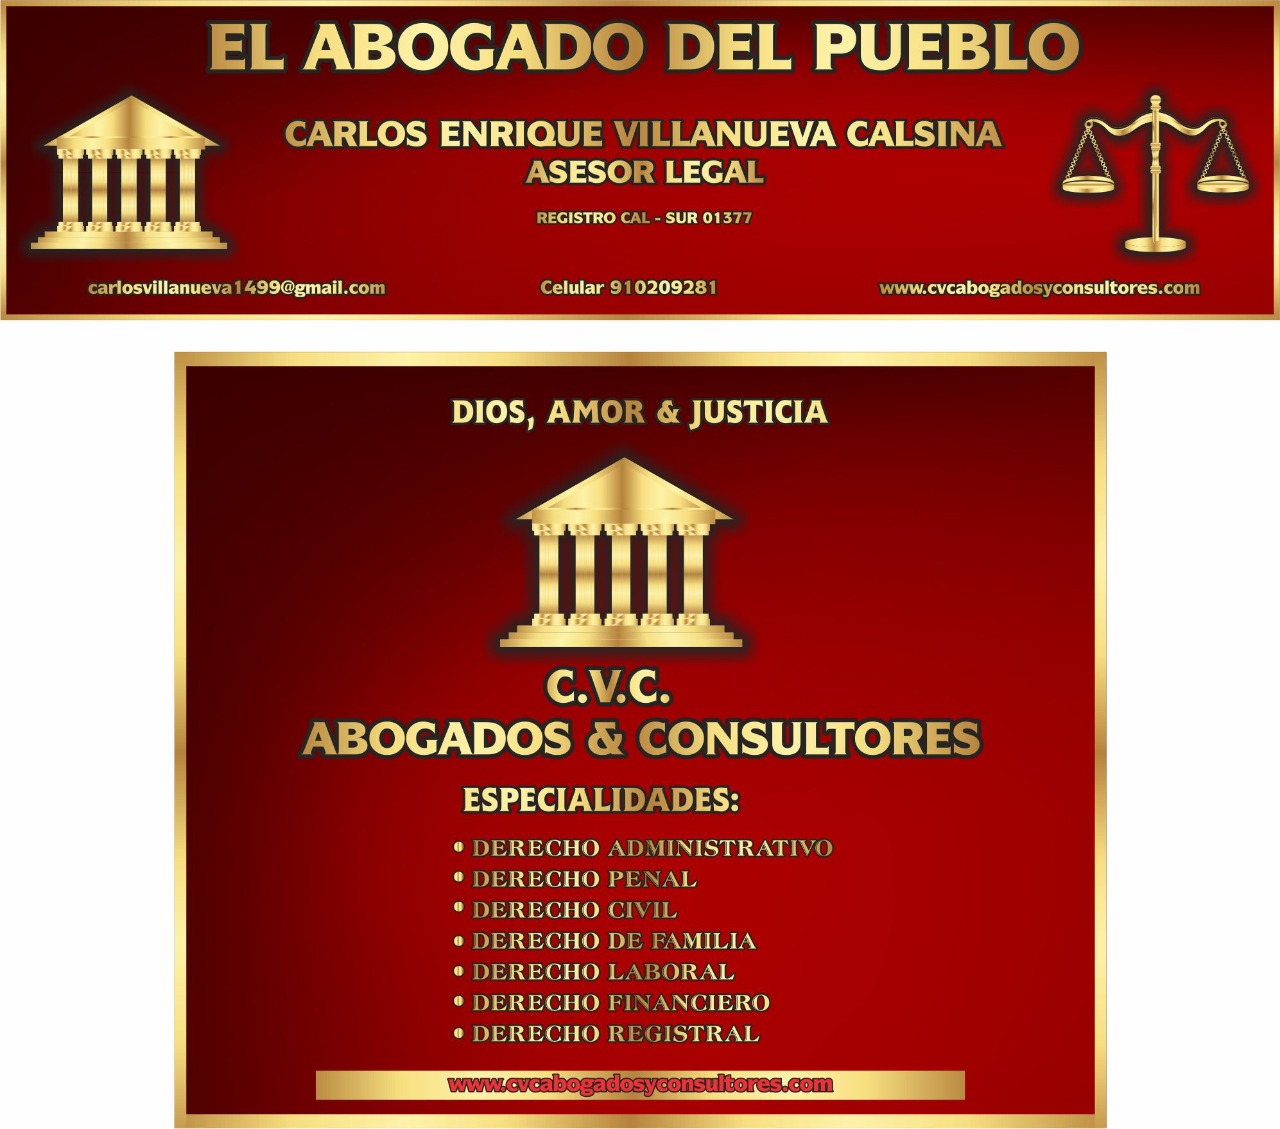 EL ABOGADO DEL PUEBLO
CARLOS ENRIQUE VILLANUEVA CALSINA
ASESOR LEGAL
REGISTRO CAL - SUR 01377
carlosvillanueva1499@gmail.com
Celular 910209281
www.cvcabogadosyconsultores.com
DIOS, AMOR & JUSTICIA
C.V.C.
ABOGADOS & CONSULTORES
ESPECIALIDADES:
• DERECHO ADMINISTRATIVO
• DERECHO PENAL
• DERECHO CIVIL
• DERECHO DE FAMILIA
• DERECHO LABORAL
• DERECHO FINANCIERO
• DERECHO REGISTRAL
www.cvcabogadosyconsultores.com